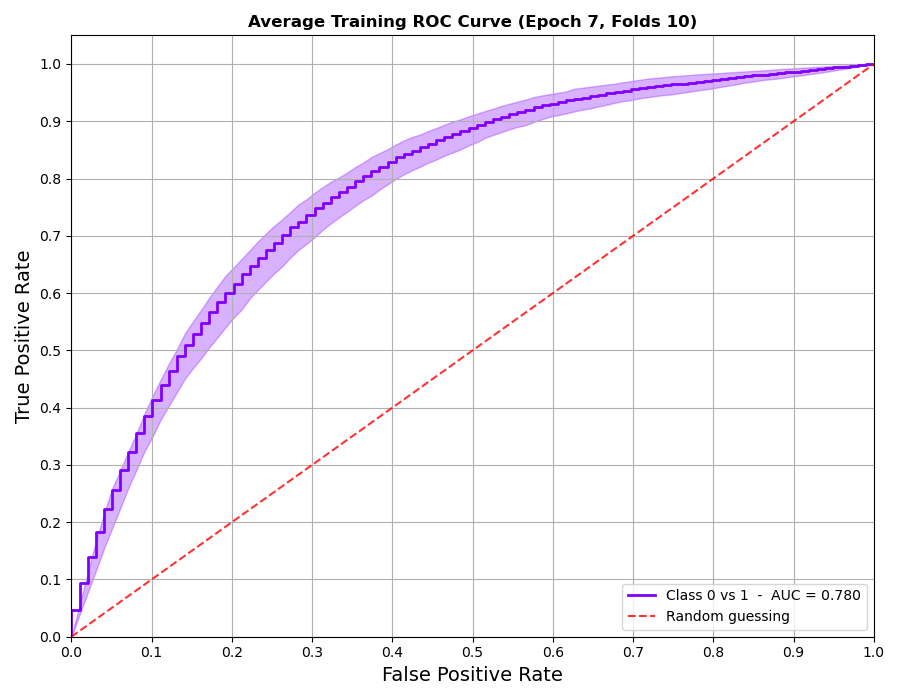 Average Training ROC Curve (Epoch 7, Folds 10)
True Positive Rate
1.0
0.9
0.8
0.7
0.6
0.5
0.4
0.3
0.2
0.1
0.0
Class 0 vs 1 - AUC = 0.780
Random guessing
0.0 0.1 0.2 0.3 0.4 0.5 0.6 0.7 0.8 0.9 1.0
False Positive Rate